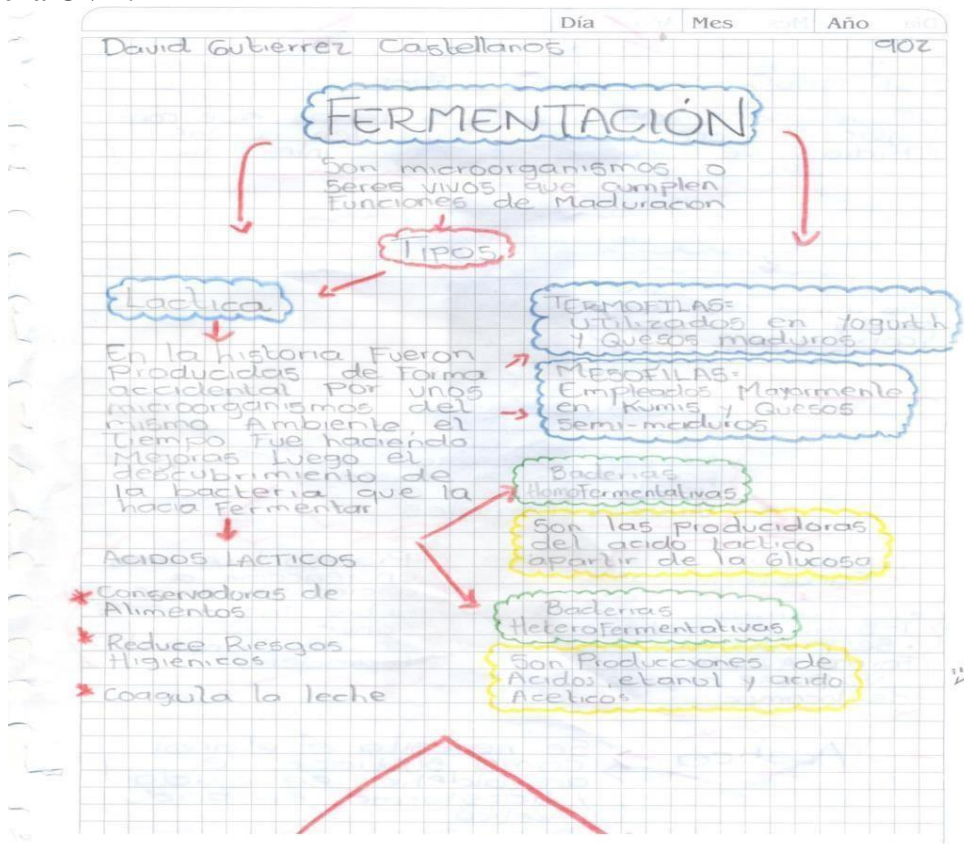 Día Mes Año
David Gutierrez Castellanos 902
FERMENTACIÓN
Son microorganismos o
Seres vivos que cumplen
Funciones de Maduracion
TIPOS
Lactica
En la historia Fueron
Producidas de Forma
accidental Por unos
microorganismos del
mismo Ambiente el
tiempo Fue haciendo
Mejoras Luego el
descubrimiento de
la bacteria que la
hacia Fermentar
ACIDOS LACTICOS
* Conservadoras de
Alimentos
* Reduce Riesgos
Higienicos
* Coagula la leche
TERMOFILAS=
Utilizados en Yogurth
y Quesos maduros
MESOFILAS=
Empleados Mayormente
en Kumis y Quesos
Semi-maduros
Bacterias
HomoFermentativas
Son las producidoras
del acido lactico
apartir de la Glucosa
Bacterias
HeteroFermentativas
Son Producciones de
Acidos, etanol y acido
Aceticos